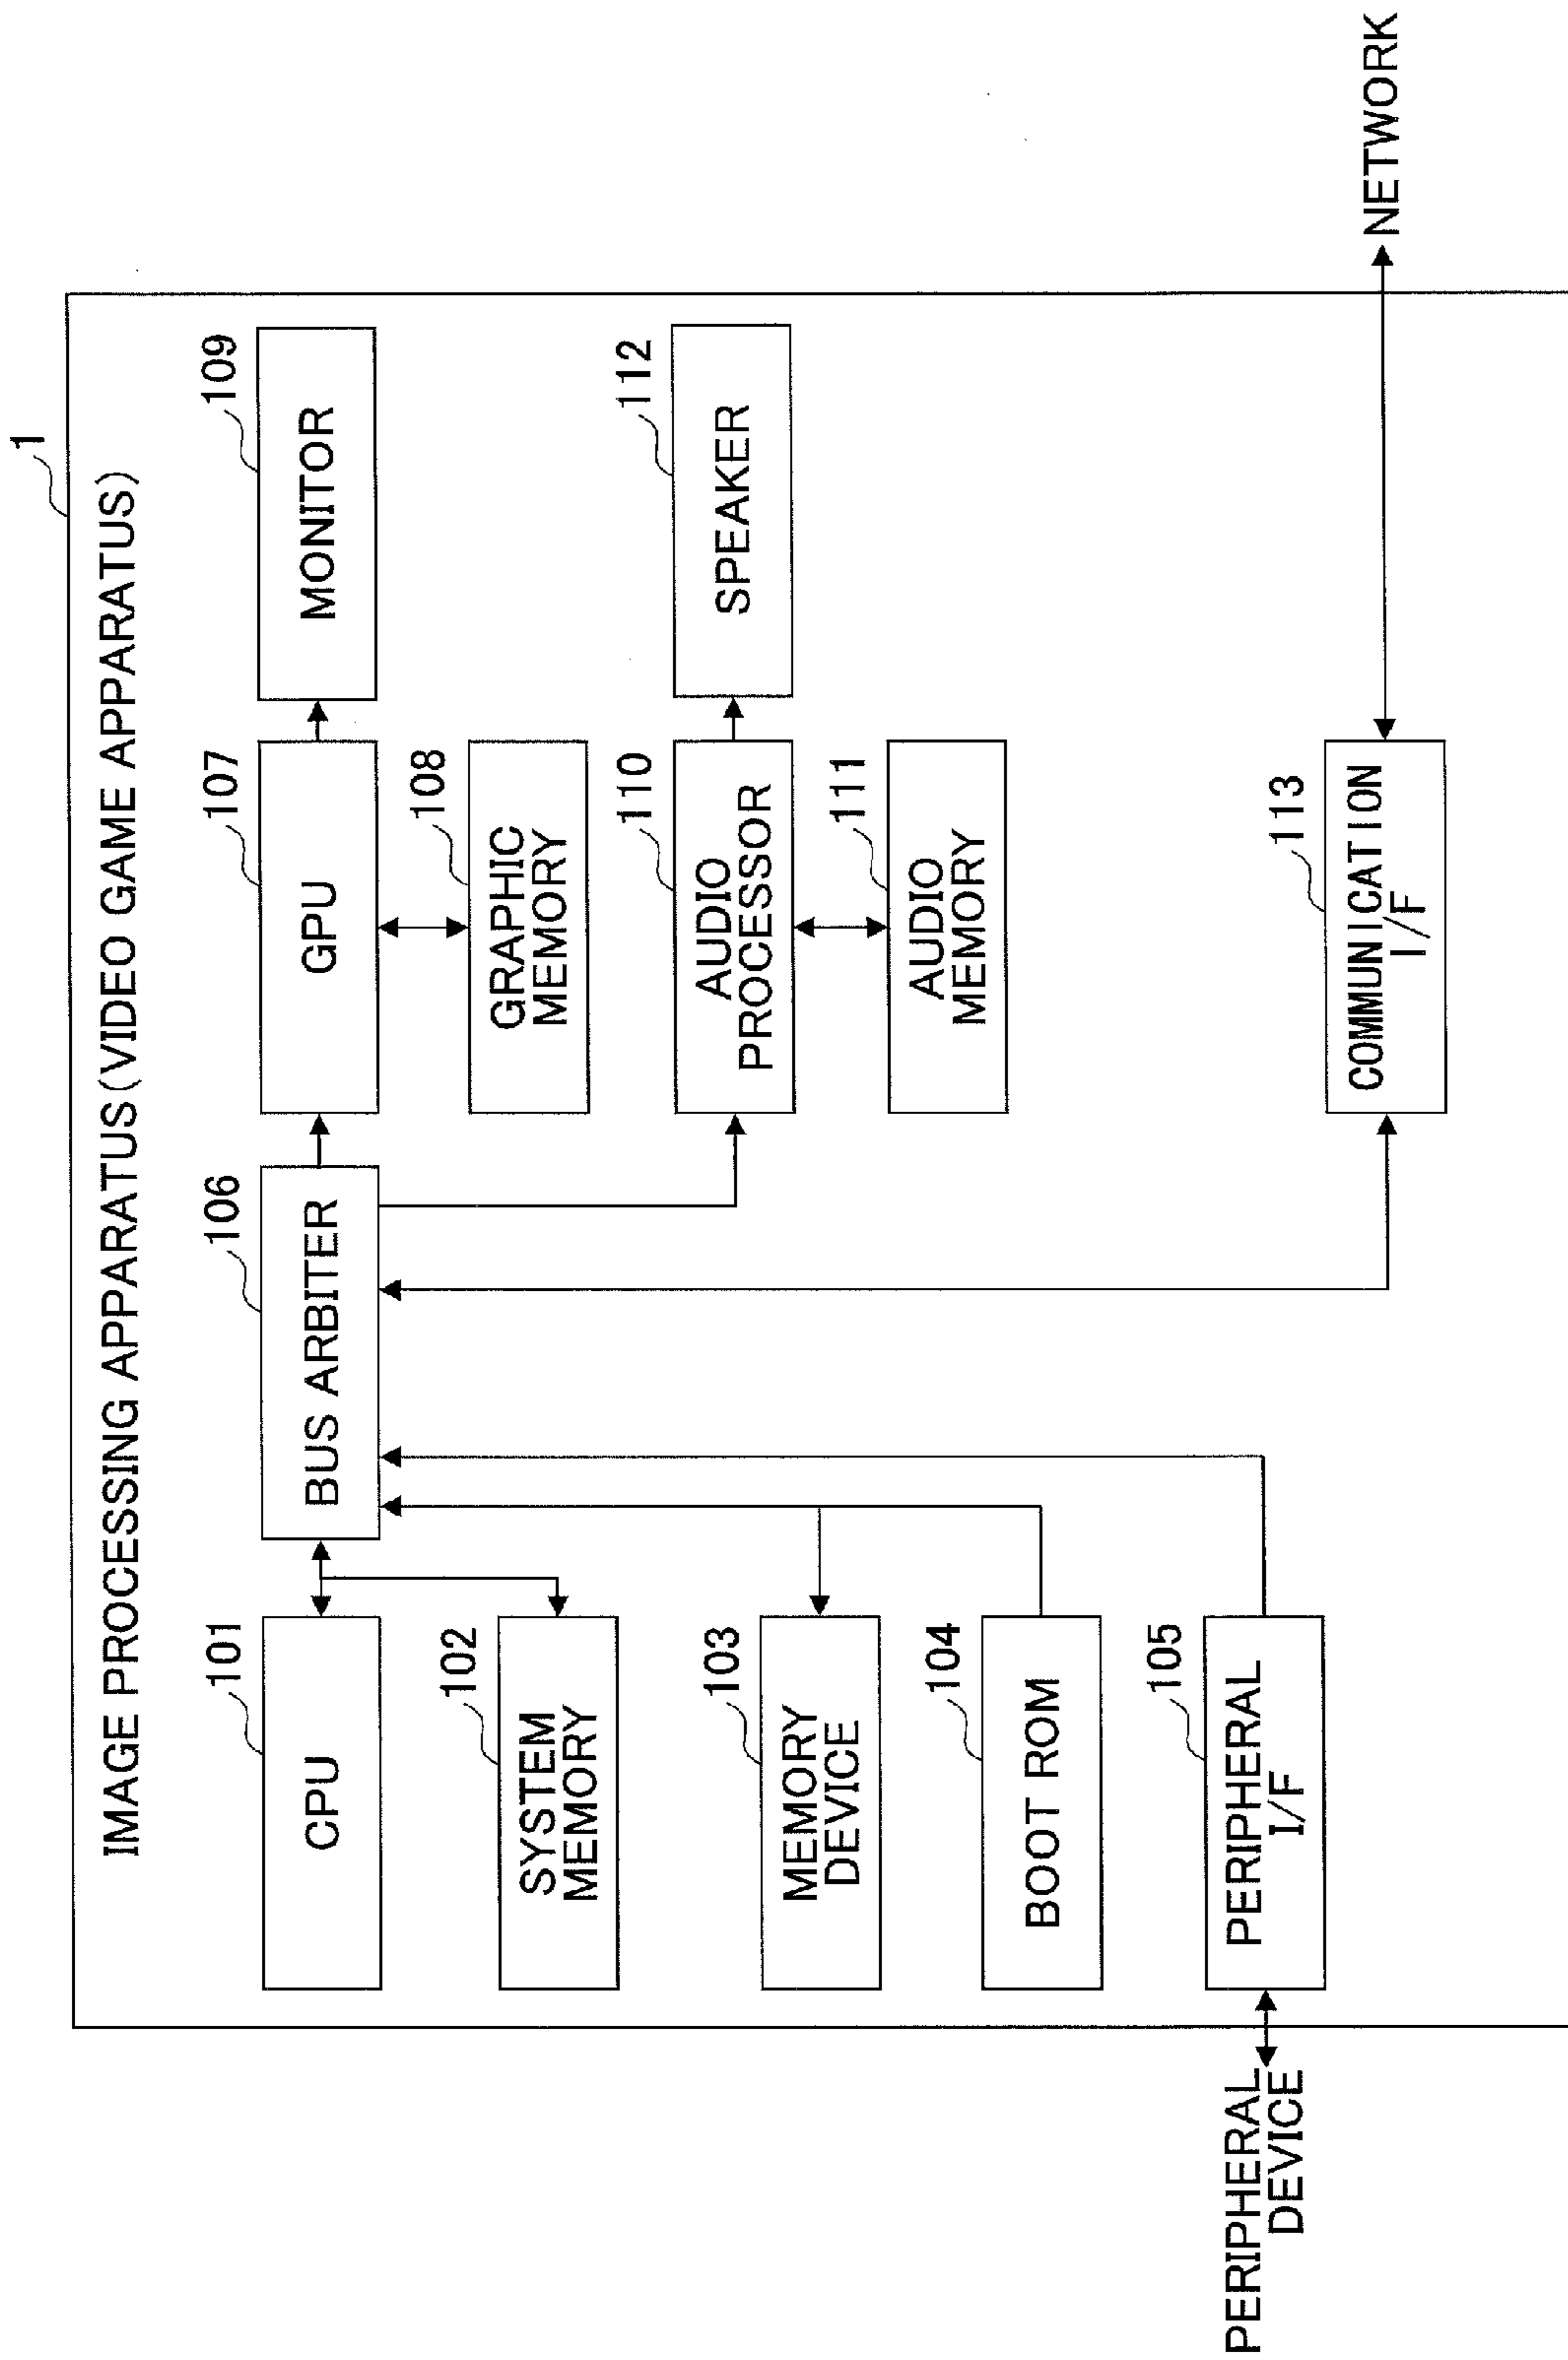 1
IMAGE PROCESSING APPARATUS(VIDEO GAME APPARATUS)
101
CPU
102
SYSTEM
MEMORY
103
MEMORY
DEVICE
104
BOOT ROM
105
PERIPHERAL
I/F
PERIPHERAL
DEVICE
106
BUS ARBITER
107
GPU
108
GRAPHIC
MEMORY
109
MONITOR
110
AUDIO
PROCESSOR
111
AUDIO
MEMORY
112
SPEAKER
113
COMMUNICATION
I/F
NETWORK